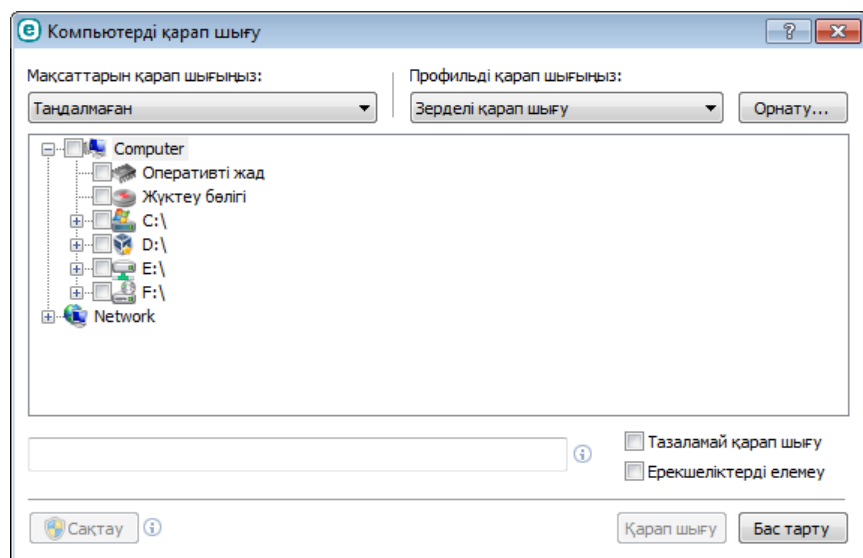 Компьютерді қарап шығу
Мақсаттарын қарап шығыңыз: Профильді қарап шығыңыз:
Таңдалмаған Зерделі қарап шығу Орнату...
Computer
Оперативті жад
Жүктеу бөлігі
C:\
D:\
E:\
F:\
Network
Тазаламай қарап шығу
Ерекшеліктерді елемеу
Сақтау Қарап шығу Бас тарту